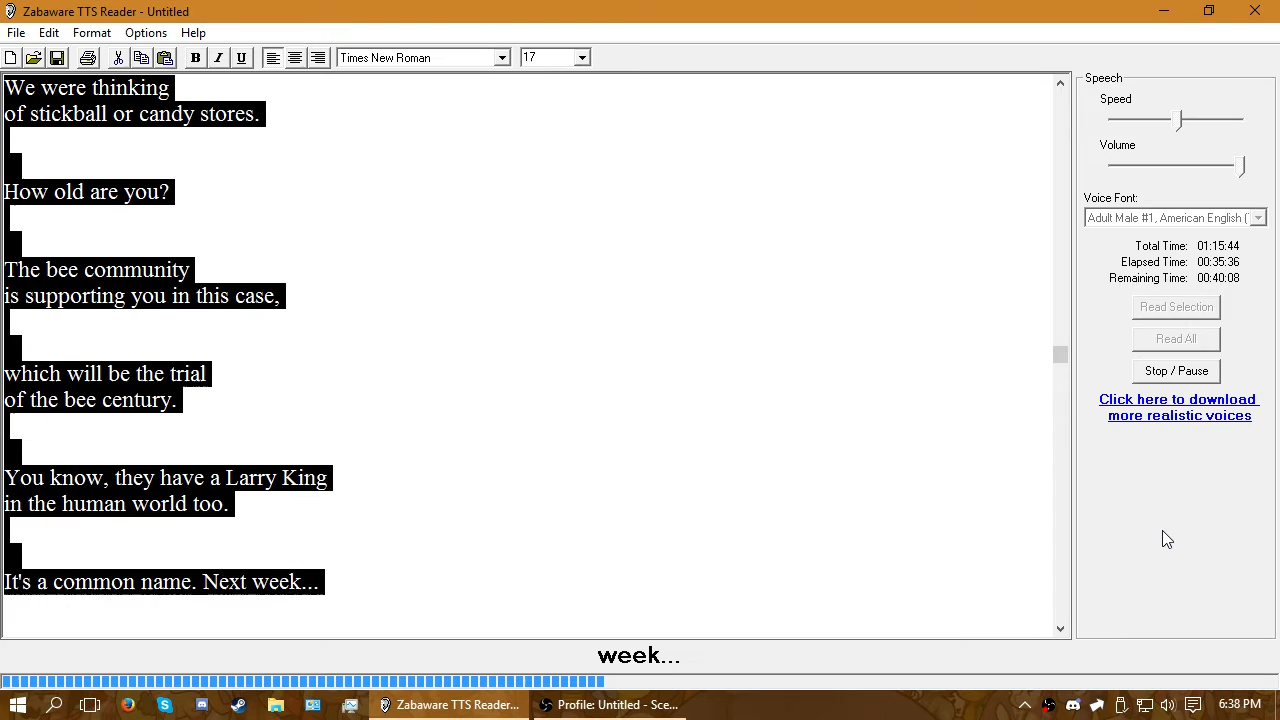 Zabaware TTS Reader - Untitled
File Edit Format Options Help
B I U Times New Roman 17
We were thinking
of stickball or candy stores.
How old are you?
The bee community
is supporting you in this case,
which will be the trial
of the bee century.
You know, they have a Larry King
in the human world too.
It's a common name. Next week...
Speech
Speed
Volume
Voice Font:
Adult Male #1, American English (
Total Time: 01:15:44
Elapsed Time: 00:35:36
Remaining Time: 00:40:08
Read Selection
Read All
Stop / Pause
Click here to download
more realistic voices
week...
Zabaware TTS Reader... Profile: Untitled - Sce... 6:38 PM